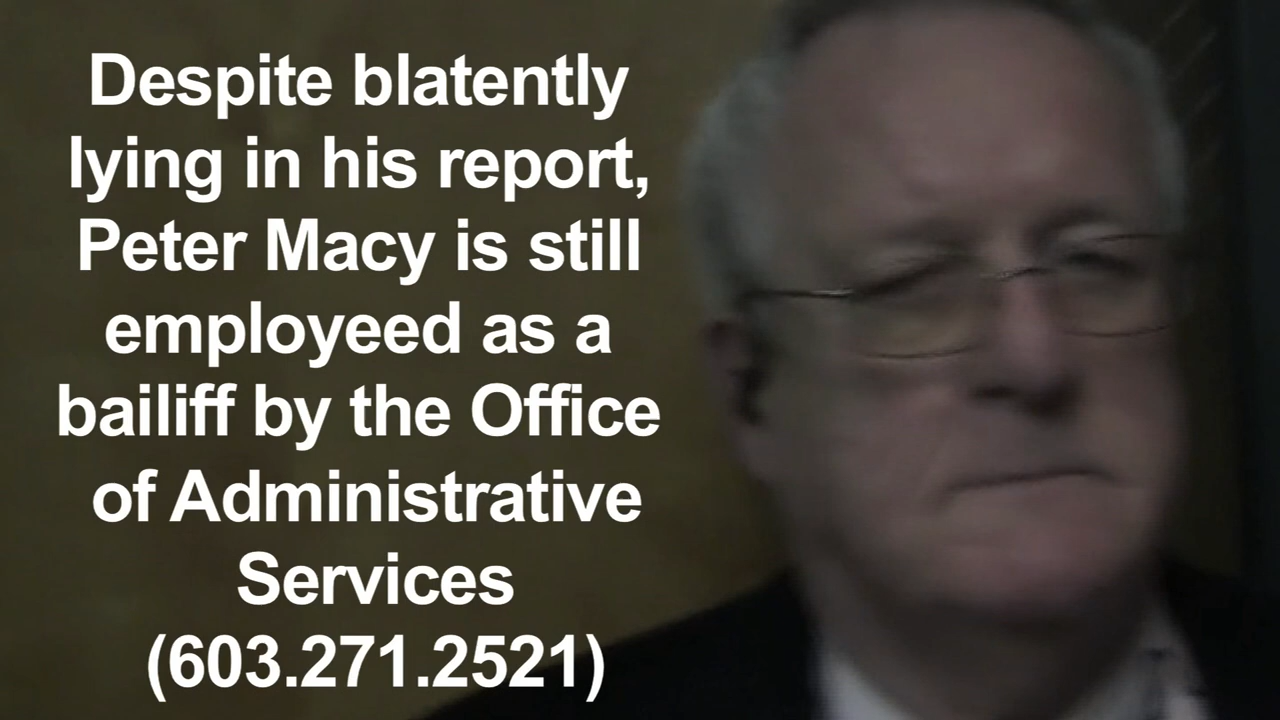 Despite blatently
lying in his report,
Peter Macy is still
employeed as a
bailiff by the Office
of Administrative
Services
(603.271.2521)